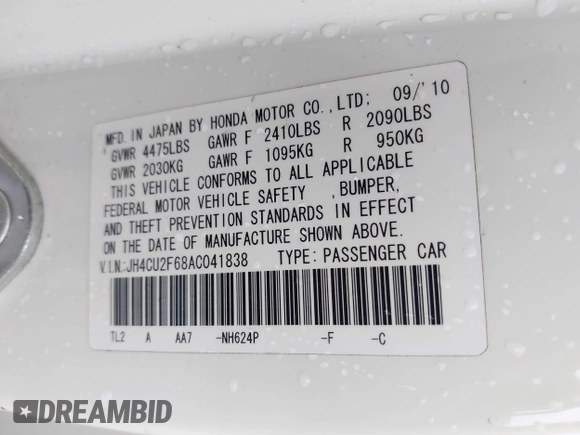 MFD. IN JAPAN BY HONDA MOTOR CO.,LTD; 09/'10
GVWR 4475LBS GAWR F 2410LBS R 2090LBS
GVWR 2030KG GAWR F 1095KG R 950KG
THIS VEHICLE CONFORMS TO ALL APPLICABLE
FEDERAL MOTOR VEHICLE SAFETY ,BUMPER,
AND THEFT PREVENTION STANDARDS IN EFFECT
ON THE DATE OF MANUFACTURE SHOWN ABOVE.
V.I.N.:JH4CU2F68AC041838 TYPE: PASSENGER CAR
TL2 A AA7 -NH624P -F -C
DREAMBID